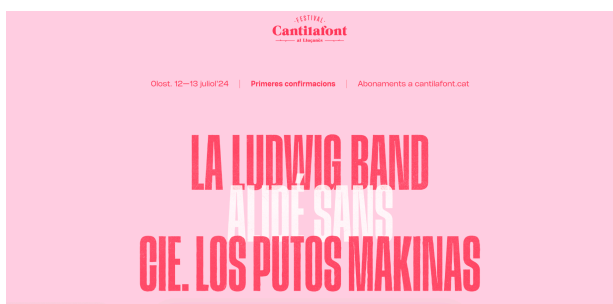 FESTIVAL
Cantilafont
al Lluçanès
Olost: 12—13 juliol'24 | Primeres confirmacions | Abonaments a cantilafont.cat
LA LUDWIG BAND
ALIDÉ SANS
CIE. LOS PUTOS MAKINAS